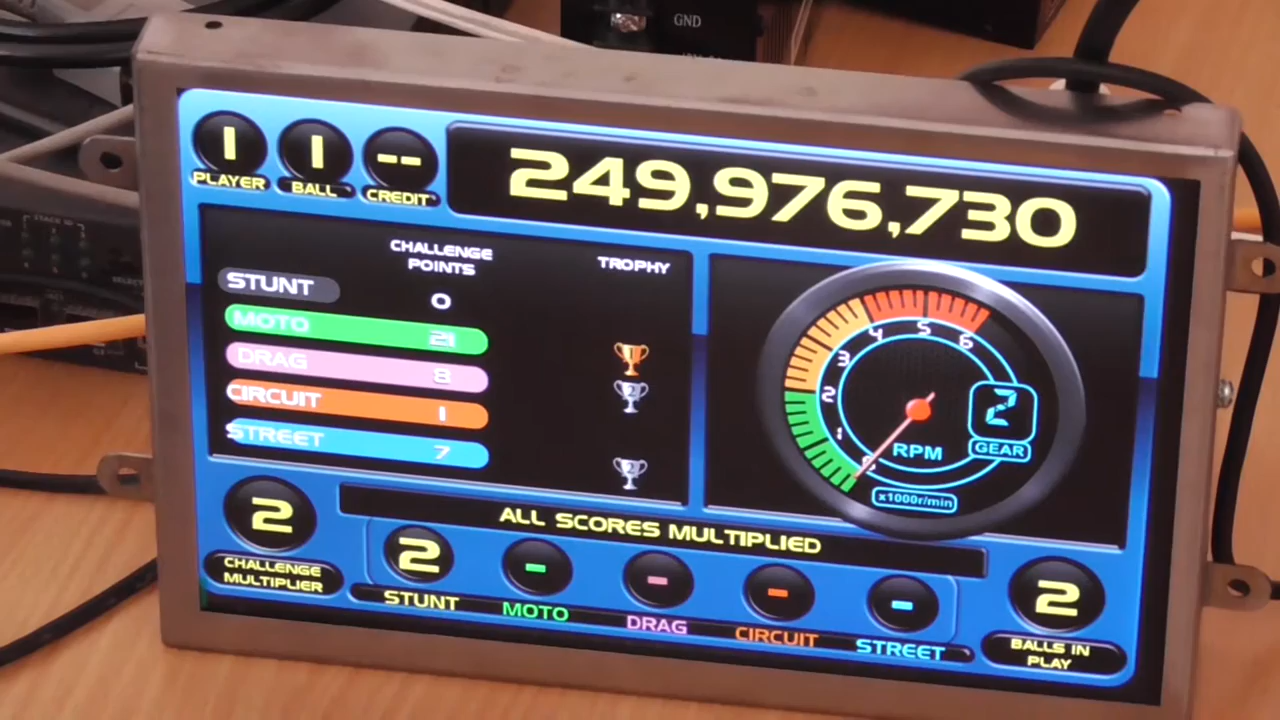 GND
1
PLAYER
1
BALL
--
CREDIT
249,976,730
CHALLENGE
POINTS
TROPHY
STUNT 0
MOTO 21
DRAG 8
CIRCUIT 1
STREET 7
1
2
3
4
5
6
RPM
2
GEAR
x1000r/min
ALL SCORES MULTIPLIED
2
CHALLENGE
MULTIPLIER
2
STUNT
-
MOTO
-
DRAG
-
CIRCUIT
-
STREET
2
BALLS IN
PLAY